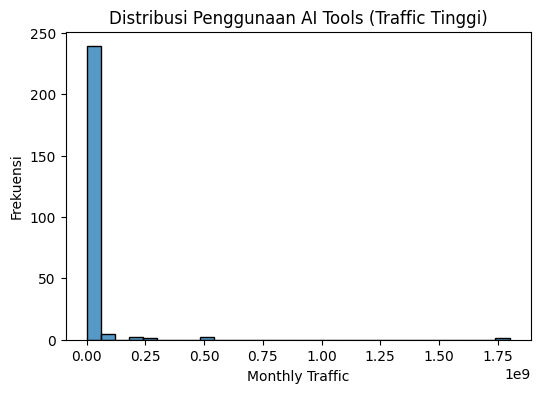 Distribusi Penggunaan AI Tools (Traffic Tinggi)
250
200
150
100
50
0
Frekuensi
0.00 0.25 0.50 0.75 1.00 1.25 1.50 1.75
1e9
Monthly Traffic